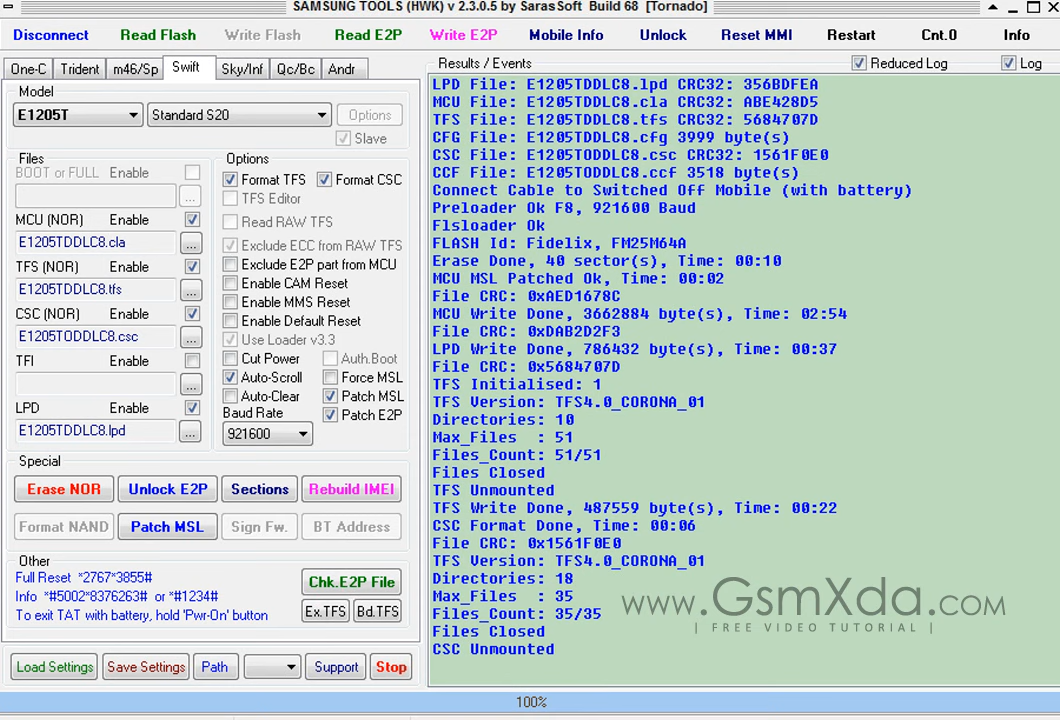 SAMSUNG TOOLS (HWK) v 2.3.0.5 by SarasSoft Build 68 [Tornado]
Disconnect Read Flash Write Flash Read E2P Write E2P Mobile Info Unlock Reset MMI Restart Cnt.0 Info
One-C Trident m46/Sp Swift Sky/Inf Qc/Bc Andr
Model
E1205T Standard S20 Options
Slave
Files
BOOT or FULL Enable
...
MCU (NOR) Enable
E1205TDDLC8.cla ...
TFS (NOR) Enable
E1205TDDLC8.tfs ...
CSC (NOR) Enable
E1205TODDLC8.csc ...
TFI Enable
...
LPD Enable
E1205TDDLC8.lpd ...
Options
Format TFS Format CSC
TFS Editor
Read RAW TFS
Exclude ECC from RAW TFS
Exclude E2P part from MCU
Enable CAM Reset
Enable MMS Reset
Enable Default Reset
Use Loader v3.3
Cut Power Auth.Boot
Auto-Scroll Force MSL
Auto-Clear Patch MSL
Baud Rate Patch E2P
921600
Special
Erase NOR Unlock E2P Sections Rebuild IMEI
Format NAND Patch MSL Sign Fw. BT Address
Other
Full Reset *2767*3855#
Info *#5002*8376263# or *#1234#
To exit TAT with battery, hold 'Pwr-On' button
Chk.E2P File
Ex.TFS Bd.TFS
Load Settings Save Settings Path Support Stop
Results / Events Reduced Log Log
LPD File: E1205TDDLC8.lpd CRC32: 356BDFEA
MCU File: E1205TDDLC8.cla CRC32: ABE428D5
TFS File: E1205TDDLC8.tfs CRC32: 5684707D
CFG File: E1205TDDLC8.cfg 3999 byte(s)
CSC File: E1205TODDLC8.csc CRC32: 1561F0E0
CCF File: E1205TODDLC8.ccf 3518 byte(s)
Connect Cable to Switched Off Mobile (with battery)
Preloader Ok F8, 921600 Baud
Flsloader Ok
FLASH Id: Fidelix, FM25M64A
Erase Done, 40 sector(s), Time: 00:10
MCU MSL Patched Ok, Time: 00:02
File CRC: 0xAED1678C
MCU Write Done, 3662884 byte(s), Time: 02:54
File CRC: 0xDAB2D2F3
LPD Write Done, 786432 byte(s), Time: 00:37
File CRC: 0x5684707D
TFS Initialised: 1
TFS Version: TFS4.0_CORONA_01
Directories: 10
Max_Files : 51
Files_Count: 51/51
Files Closed
TFS Unmounted
TFS Write Done, 487559 byte(s), Time: 00:22
CSC Format Done, Time: 00:06
File CRC: 0x1561F0E0
TFS Version: TFS4.0_CORONA_01
Directories: 18
Max_Files : 35
Files_Count: 35/35
Files Closed
CSC Unmounted
www.GsmXda.com
| FREE VIDEO TUTORIAL |
100%